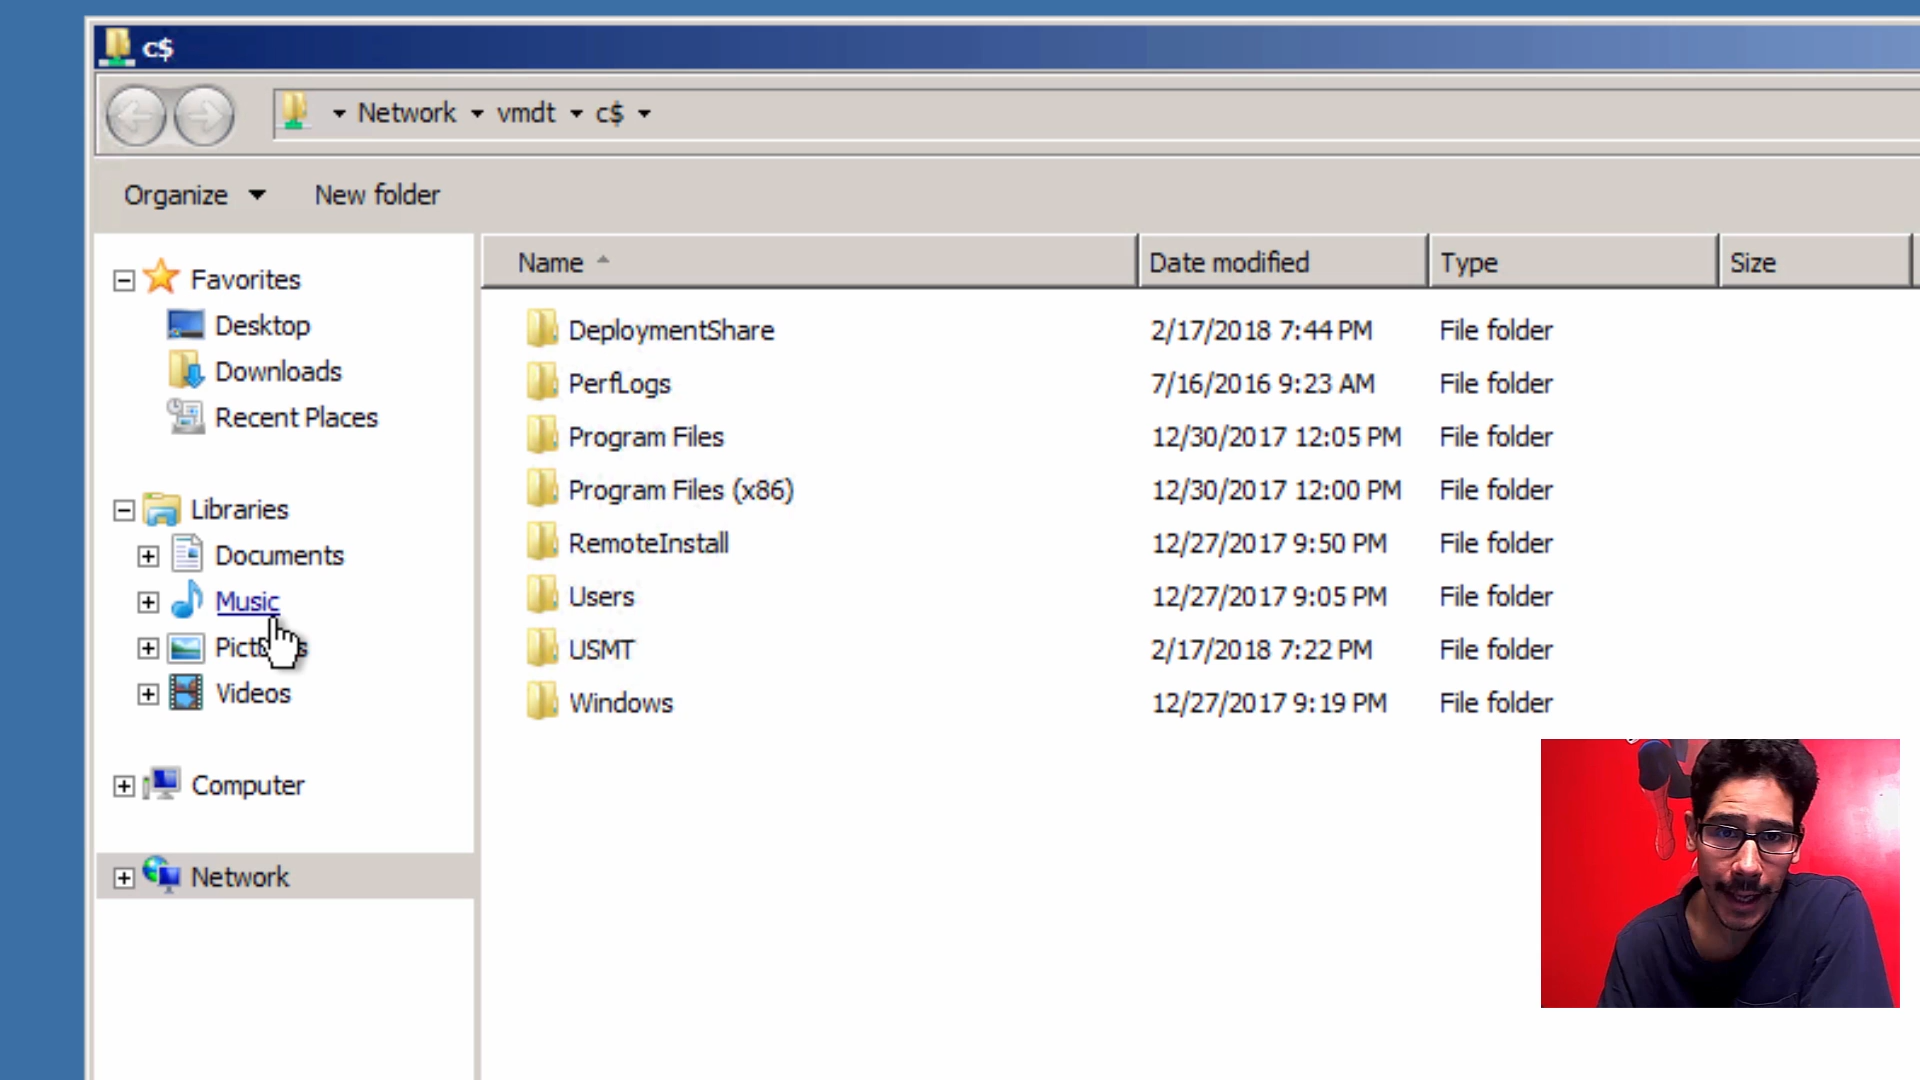 c$
Network vmdt c$
Organize New folder
Name Date modified Type Size
Favorites
Desktop
Downloads
Recent Places
Libraries
Documents
Music
Pictures
Videos
Computer
Network
DeploymentShare 2/17/2018 7:44 PM File folder
PerfLogs 7/16/2016 9:23 AM File folder
Program Files 12/30/2017 12:05 PM File folder
Program Files (x86) 12/30/2017 12:00 PM File folder
RemoteInstall 12/27/2017 9:50 PM File folder
Users 12/27/2017 9:05 PM File folder
USMT 2/17/2018 7:22 PM File folder
Windows 12/27/2017 9:19 PM File folder